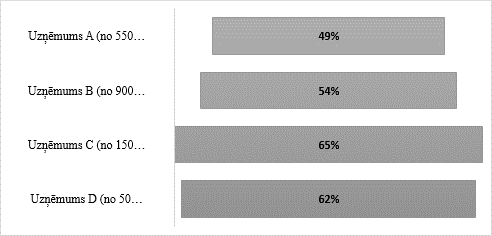 Uzņēmums A (no 550… 49%
Uzņēmums B (no 900… 54%
Uzņēmums C (no 150… 65%
Uzņēmums D (no 50… 62%